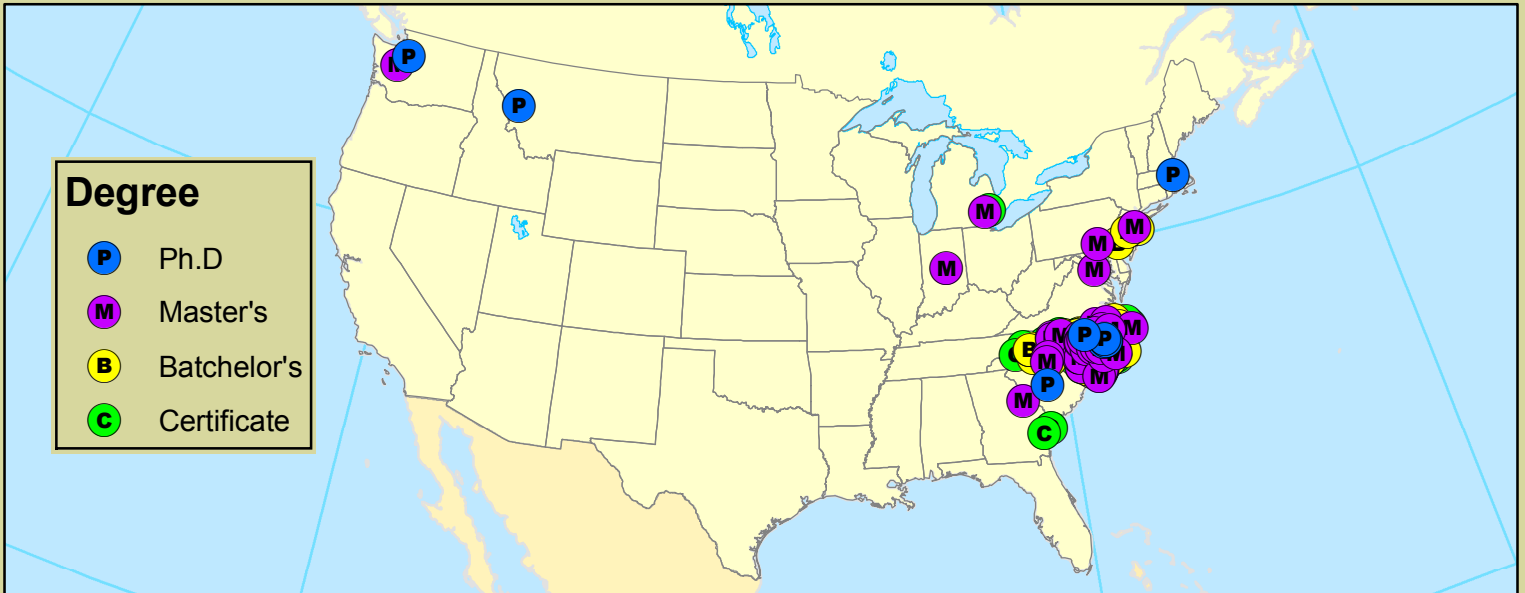 Degree
P Ph.D
M Master's
B Batchelor's
C Certificate
M P
P
P
M
M
M
M
M
M
M
P P
B
M
M
M
P
M
C